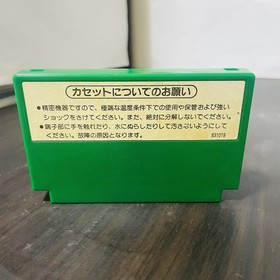 カセットについてのお願い
●精密機器ですので、極端な温度条件下での使用や保管および強い
ショックをさけてください。また、絶対に分解しないでください。
●端子部に手を触れたり、水にぬらしたりして汚さないようにして
ください。故障の原因となります。
831018